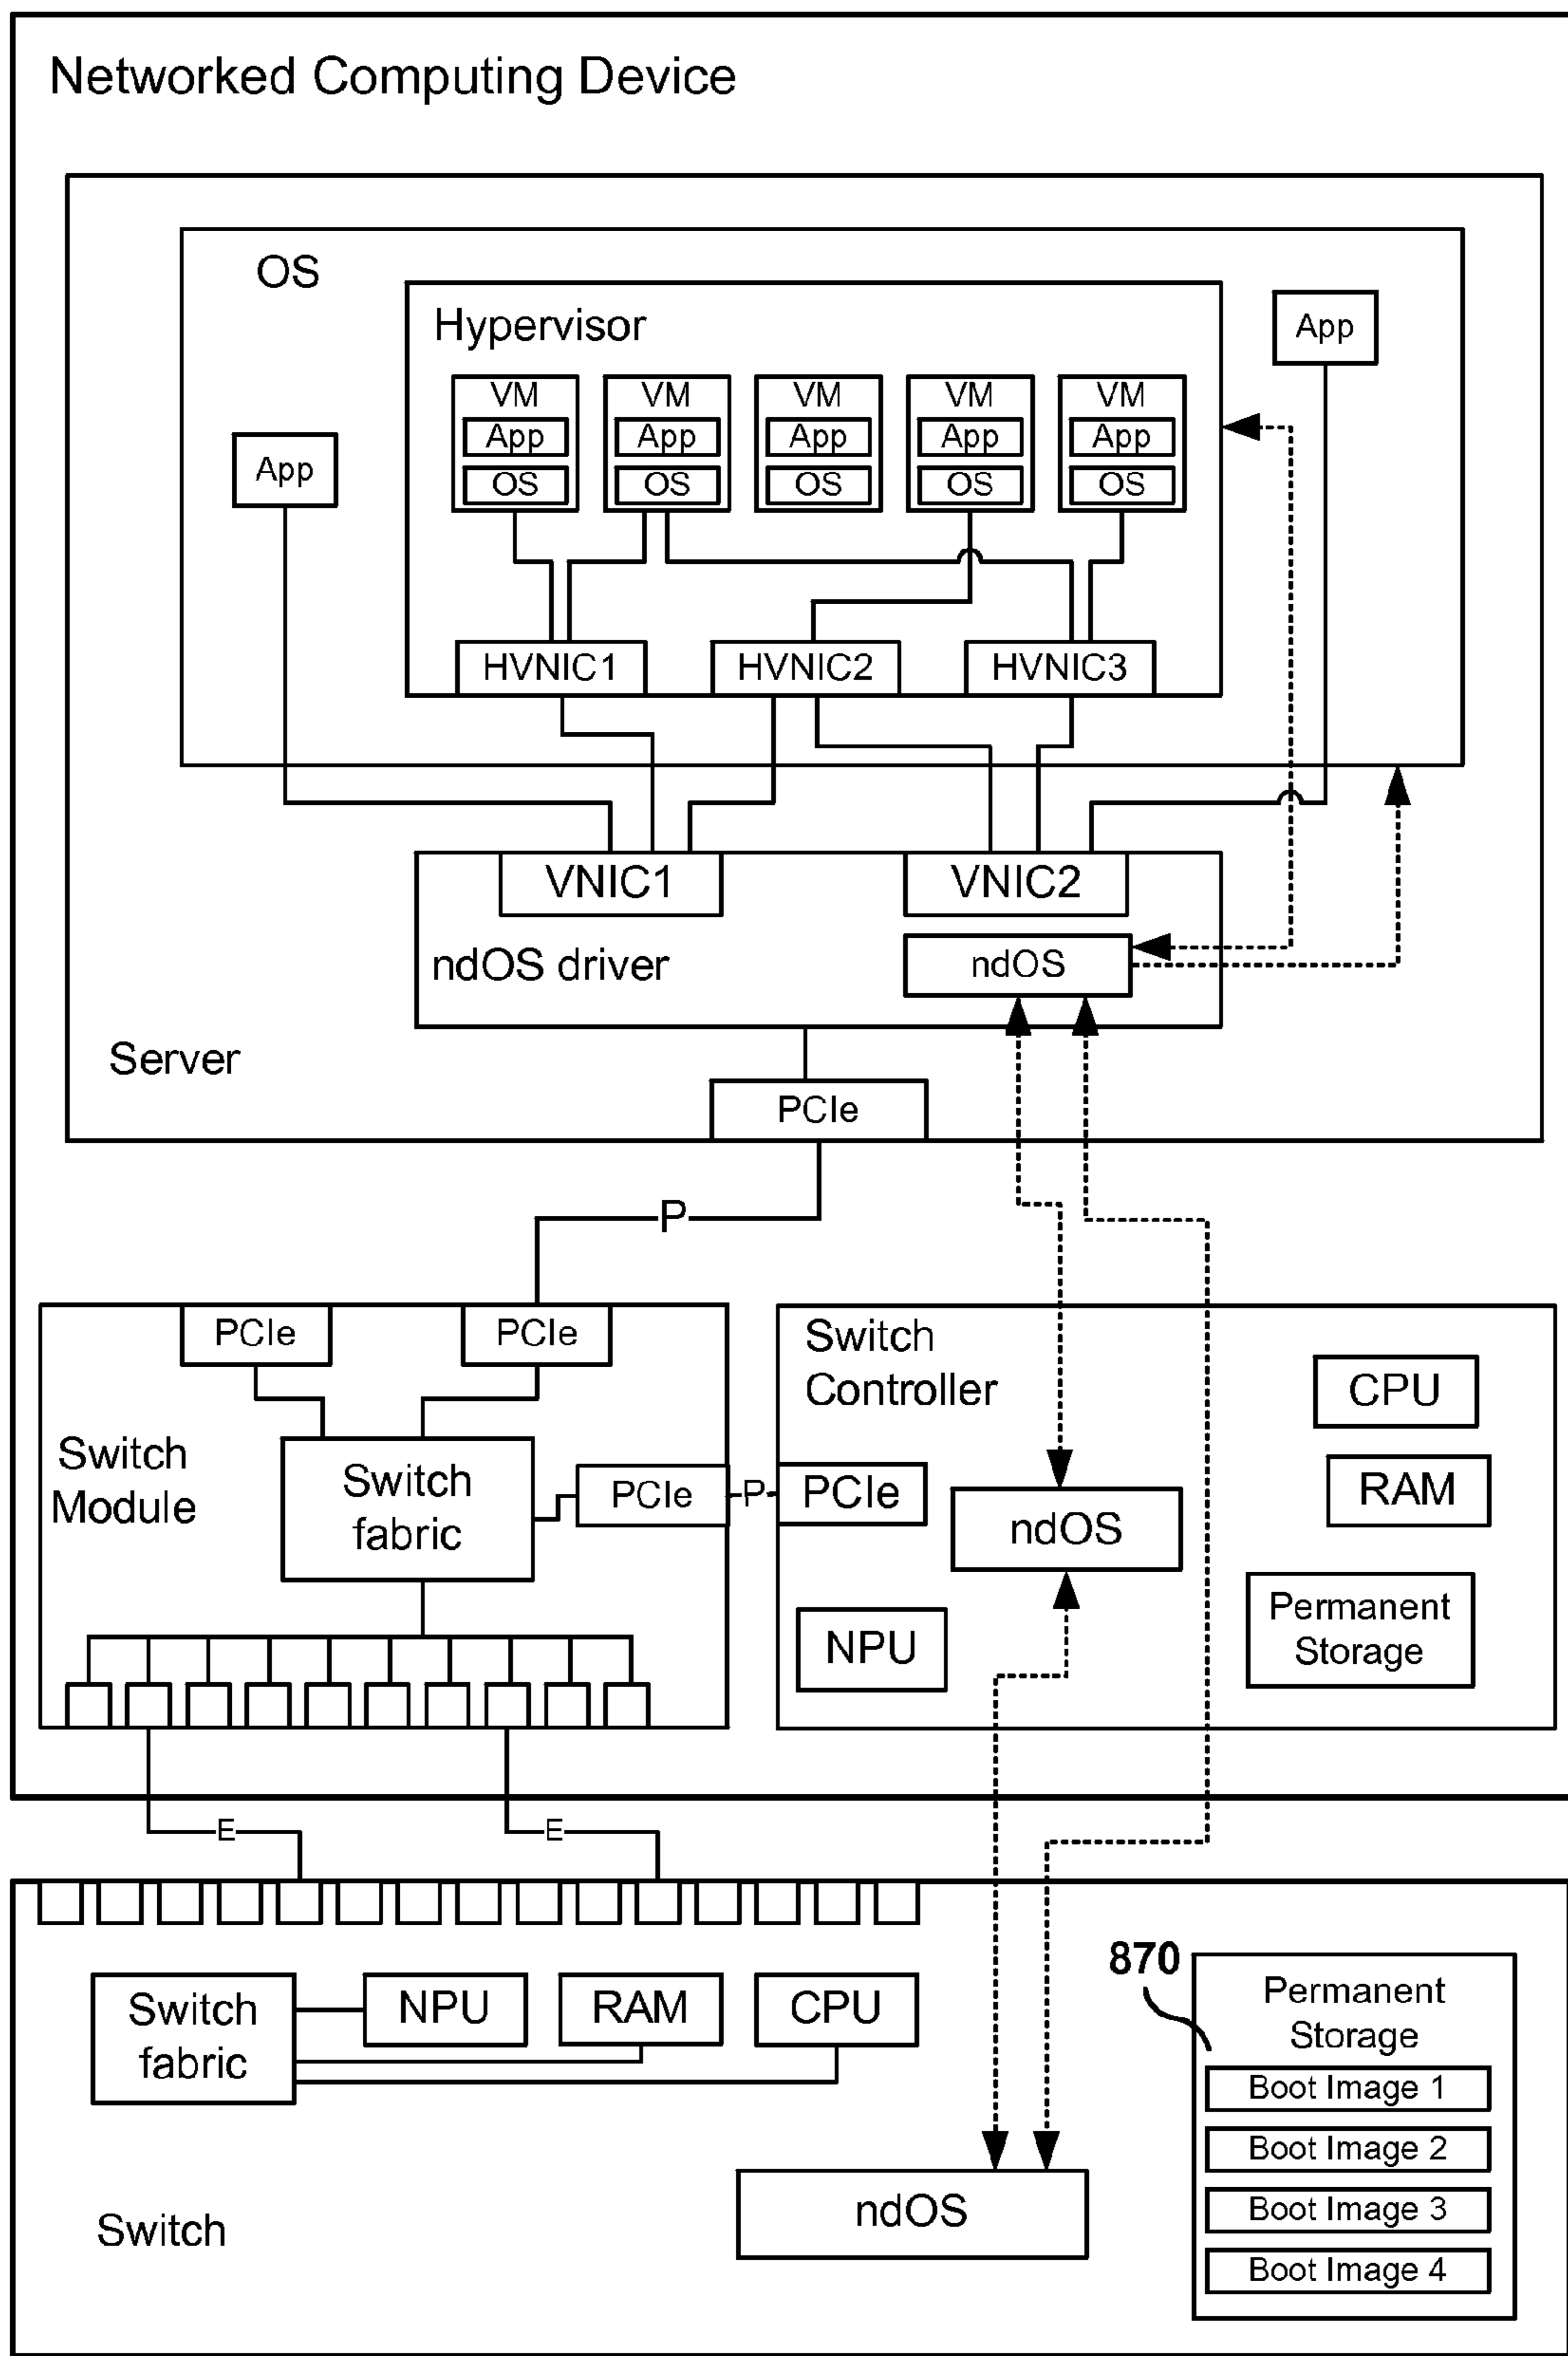 Networked Computing Device
OS
Hypervisor
App
VM VM VM VM VM
App App App App App
App
OS OS OS OS OS
HVNIC1 HVNIC2 HVNIC3
VNIC1 VNIC2
ndOS driver ndOS
Server
PCIe
P
PCIe PCIe
Switch
Controller
CPU
Switch
Module
Switch
fabric
PCIe
P
PCIe
RAM
ndOS
Permanent
Storage
NPU
E E
870
Permanent
Storage
Switch
fabric
NPU RAM CPU
Boot Image 1
Boot Image 2
Boot Image 3
Boot Image 4
ndOS
Switch